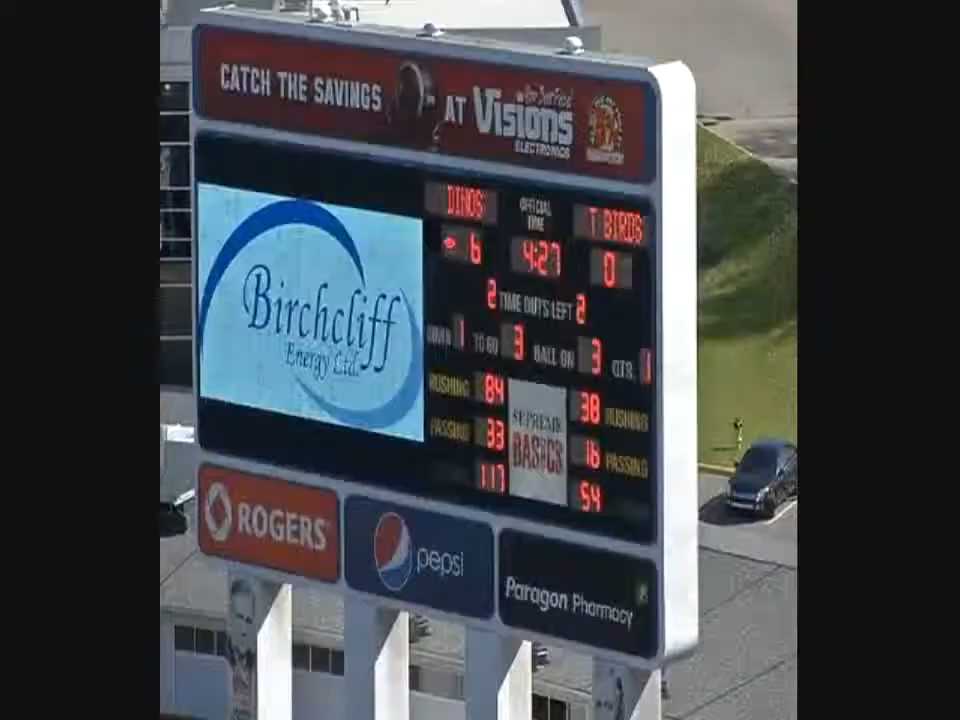 CATCH THE SAVINGS AT Visions
ELECTRONICS
DINOS OFFICIAL TIME T BIRDS
6 4:27 0
2 TIME OUTS LEFT 2
DOWN 1 TO GO 3 BALL ON 3 QTR. 1
RUSHING 84 38 RUSHING
PASSING 33 16 PASSING
117 54
SUPREME
BASICS
Birchcliff
Energy Ltd.
ROGERS
pepsi
Paragon Pharmacy